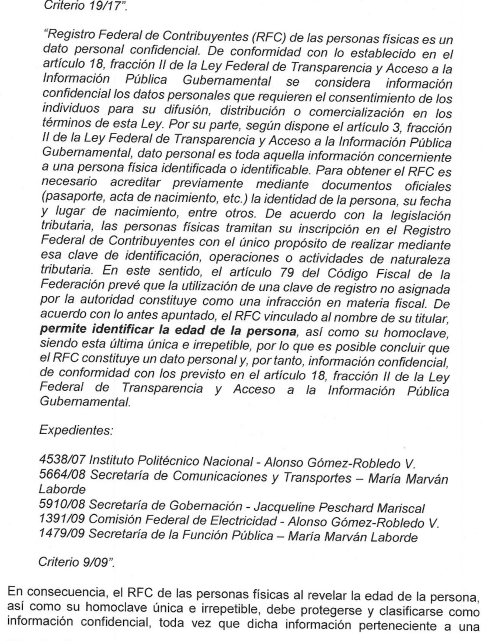 Criterio 19/17”.
“Registro Federal de Contribuyentes (RFC) de las personas físicas es un
dato personal confidencial. De conformidad con lo establecido en el
artículo 18, fracción II de la Ley Federal de Transparencia y Acceso a la
Información Pública Gubernamental se considera información
confidencial los datos personales que requieren el consentimiento de los
individuos para su difusión, distribución o comercialización en los
términos de esta Ley. Por su parte, según dispone el artículo 3, fracción
II de la Ley Federal de Transparencia y Acceso a la Información Pública
Gubernamental, dato personal es toda aquella información concerniente
a una persona física identificada o identificable. Para obtener el RFC es
necesario acreditar previamente mediante documentos oficiales
(pasaporte, acta de nacimiento, etc.) la identidad de la persona, su fecha
y lugar de nacimiento, entre otros. De acuerdo con la legislación
tributaria, las personas físicas tramitan su inscripción en el Registro
Federal de Contribuyentes con el único propósito de realizar mediante
esa clave de identificación, operaciones o actividades de naturaleza
tributaria. En este sentido, el artículo 79 del Código Fiscal de la
Federación prevé que la utilización de una clave de registro no asignada
por la autoridad constituye como una infracción en materia fiscal. De
acuerdo con lo antes apuntado, el RFC vinculado al nombre de su titular,
permite identificar la edad de la persona, así como su homoclave,
siendo esta última única e irrepetible, por lo que es posible concluir que
el RFC constituye un dato personal y, por tanto, información confidencial,
de conformidad con los previsto en el artículo 18, fracción II de la Ley
Federal de Transparencia y Acceso a la Información Pública
Gubernamental.
Expedientes:
4538/07 Instituto Politécnico Nacional - Alonso Gómez-Robledo V.
5664/08 Secretaría de Comunicaciones y Transportes – María Marván
Laborde
5910/08 Secretaría de Gobernación - Jacqueline Peschard Mariscal
1391/09 Comisión Federal de Electricidad - Alonso Gómez-Robledo V.
1479/09 Secretaría de la Función Pública – María Marván Laborde
Criterio 9/09”.
En consecuencia, el RFC de las personas físicas al revelar la edad de la persona,
así como su homoclave única e irrepetible, debe protegerse y clasificarse como
información confidencial, toda vez que dicha información perteneciente a una